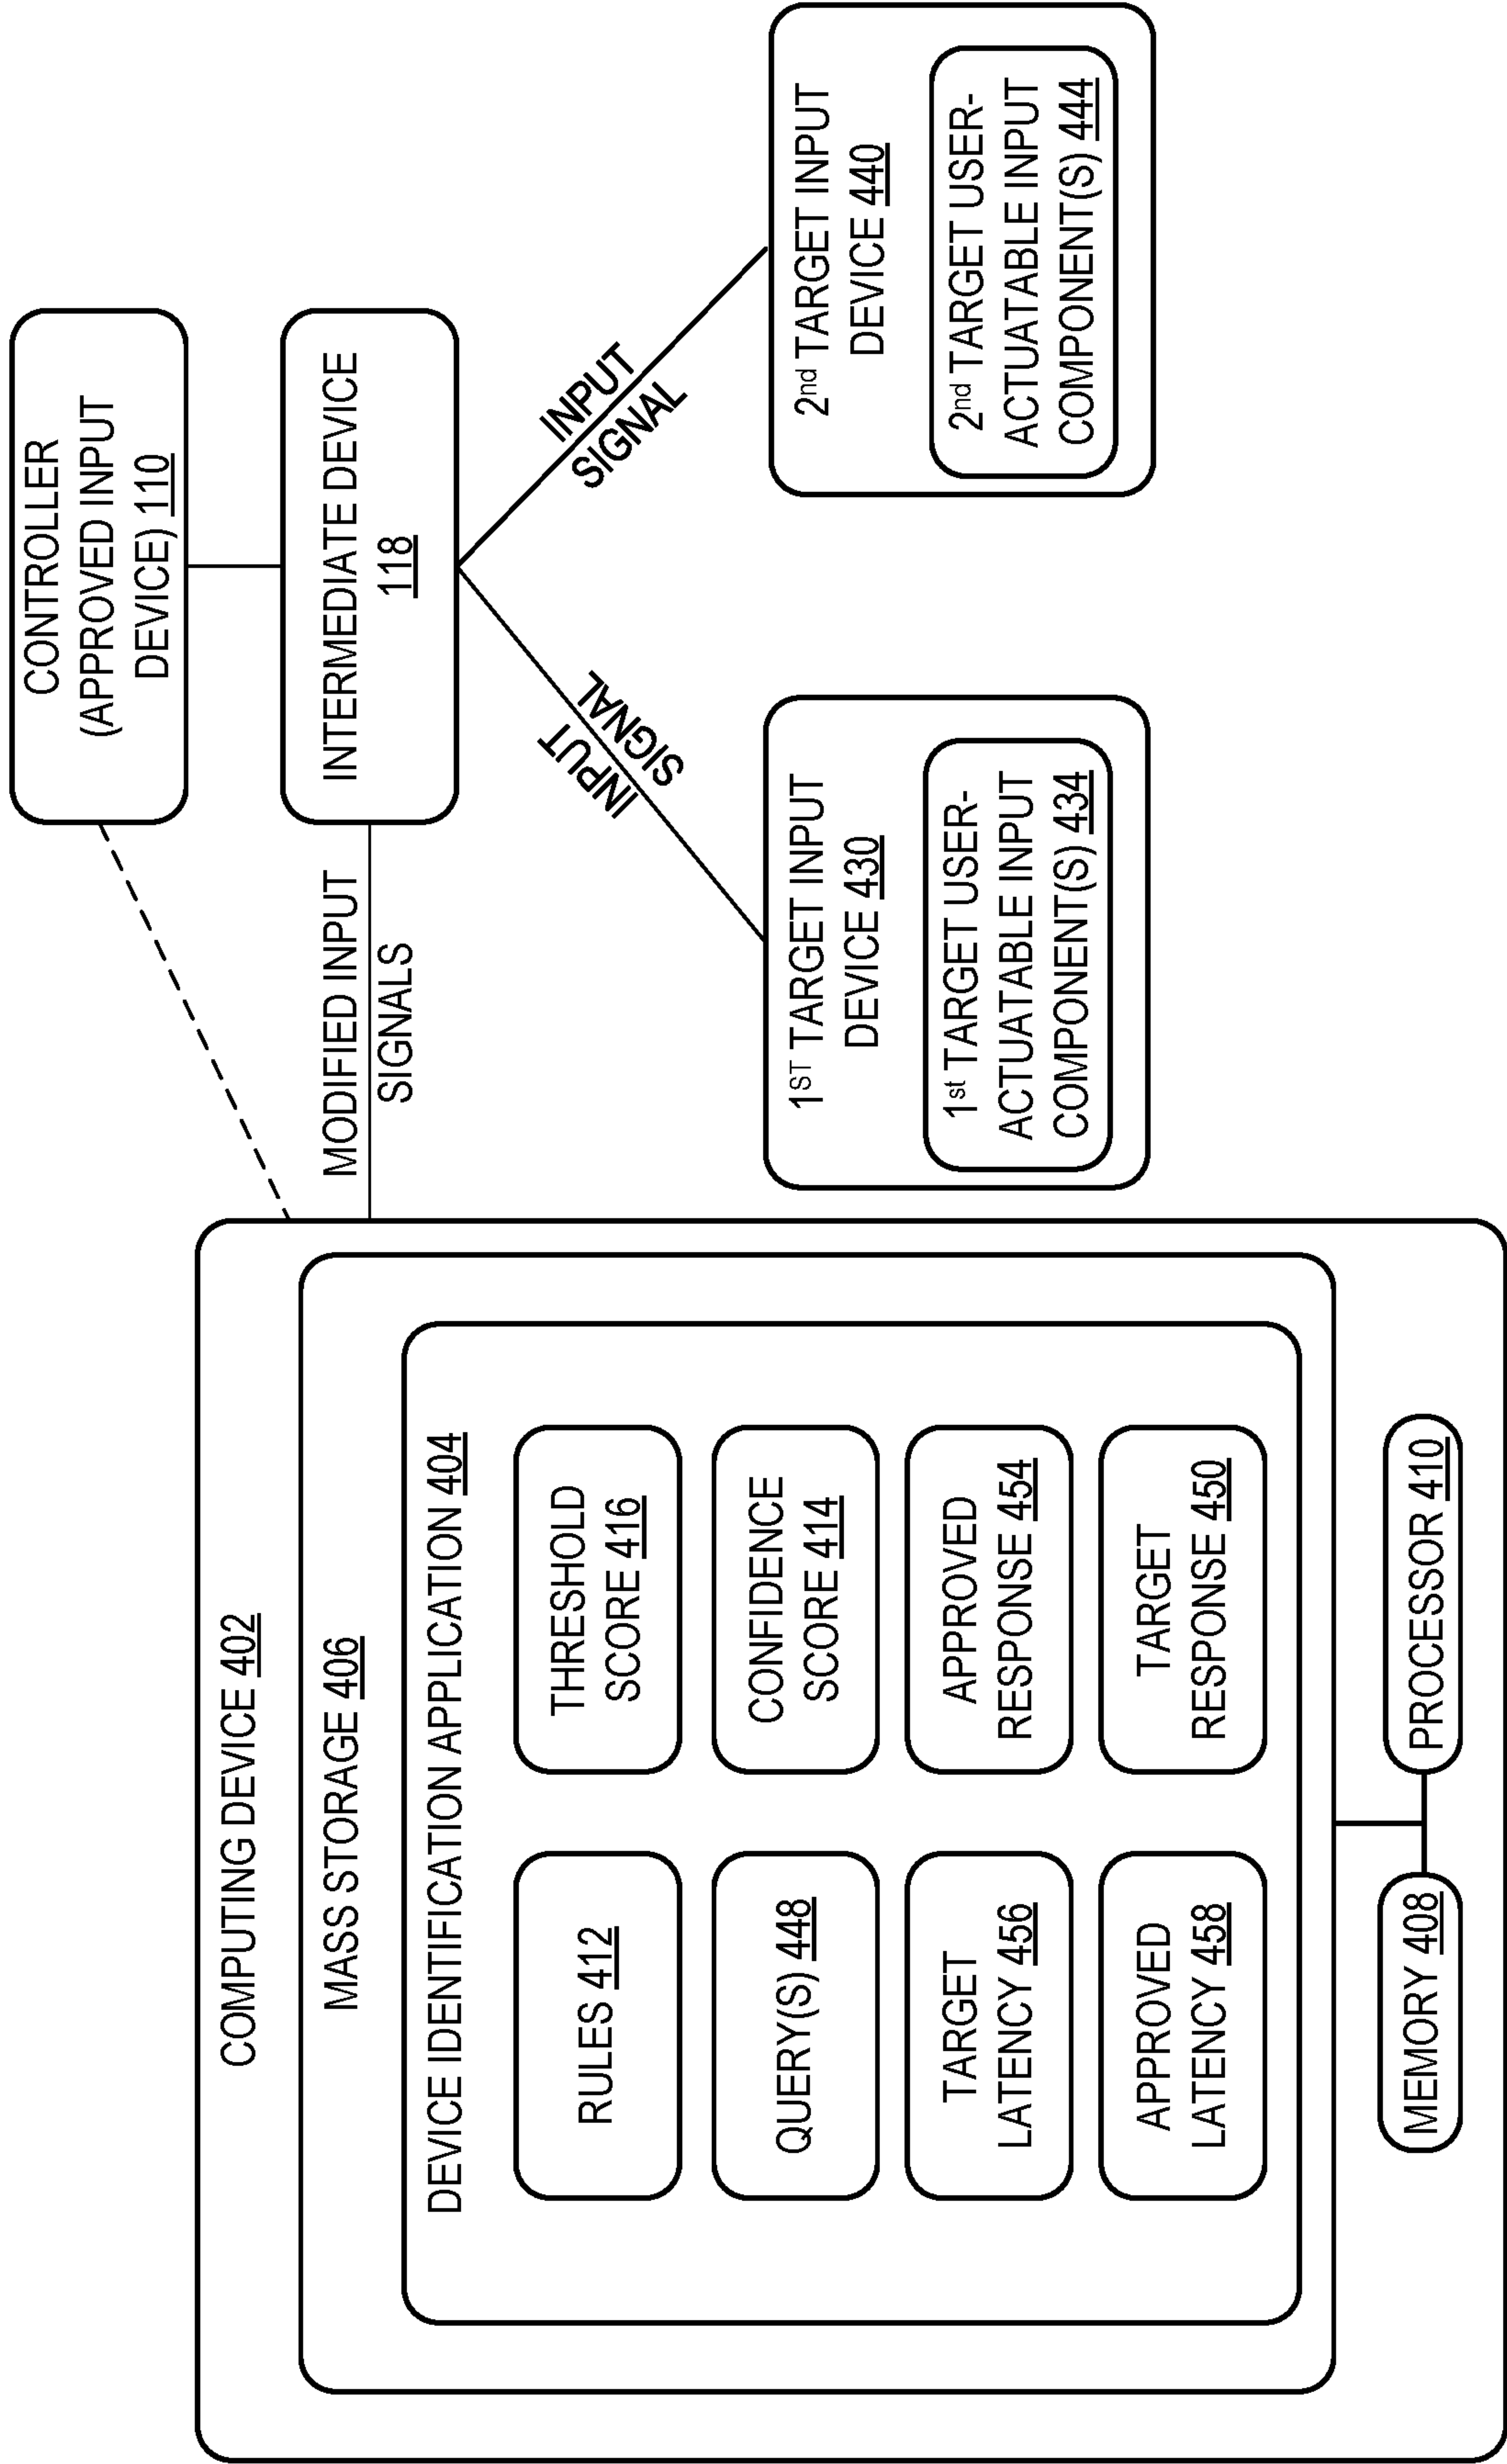 COMPUTING DEVICE 402
MASS STORAGE 406
DEVICE IDENTIFICATION APPLICATION 404
RULES 412
THRESHOLD
SCORE 416
QUERY(S) 448
CONFIDENCE
SCORE 414
TARGET
LATENCY 456
APPROVED
RESPONSE 454
APPROVED
LATENCY 458
TARGET
RESPONSE 450
MEMORY 408
PROCESSOR 410
CONTROLLER
(APPROVED INPUT
DEVICE) 110
MODIFIED INPUT
SIGNALS
INTERMEDIATE DEVICE
118
INPUT
SIGNAL
INPUT
SIGNAL
1ST TARGET INPUT
DEVICE 430
1st TARGET USER-
ACTUATABLE INPUT
COMPONENT(S) 434
2nd TARGET INPUT
DEVICE 440
2nd TARGET USER-
ACTUATABLE INPUT
COMPONENT(S) 444